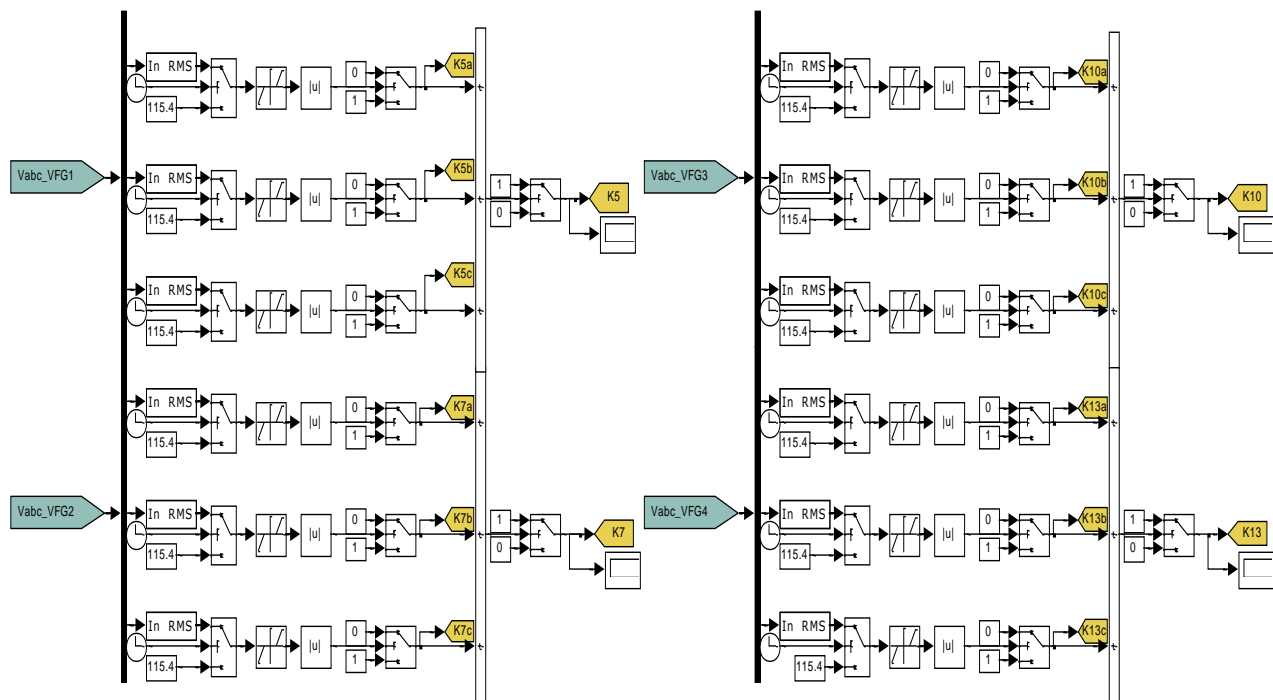 In RMS 0 K5a
115.4 |u| 1
In RMS 0 K5b
Vabc_VFG1 115.4 |u| 1 1 0 K5
In RMS 0 K5c
115.4 |u| 1
In RMS 0 K7a
115.4 |u| 1
In RMS 0 K7b
Vabc_VFG2 115.4 |u| 1 1 0 K7
In RMS 0 K7c
115.4 |u| 1
In RMS 0 K10a
115.4 |u| 1
In RMS 0 K10b
Vabc_VFG3 115.4 |u| 1 1 0 K10
In RMS 0 K10c
115.4 |u| 1
In RMS 0 K13a
115.4 |u| 1
In RMS 0 K13b
Vabc_VFG4 115.4 |u| 1 1 0 K13
In RMS 0 K13c
115.4 |u| 1